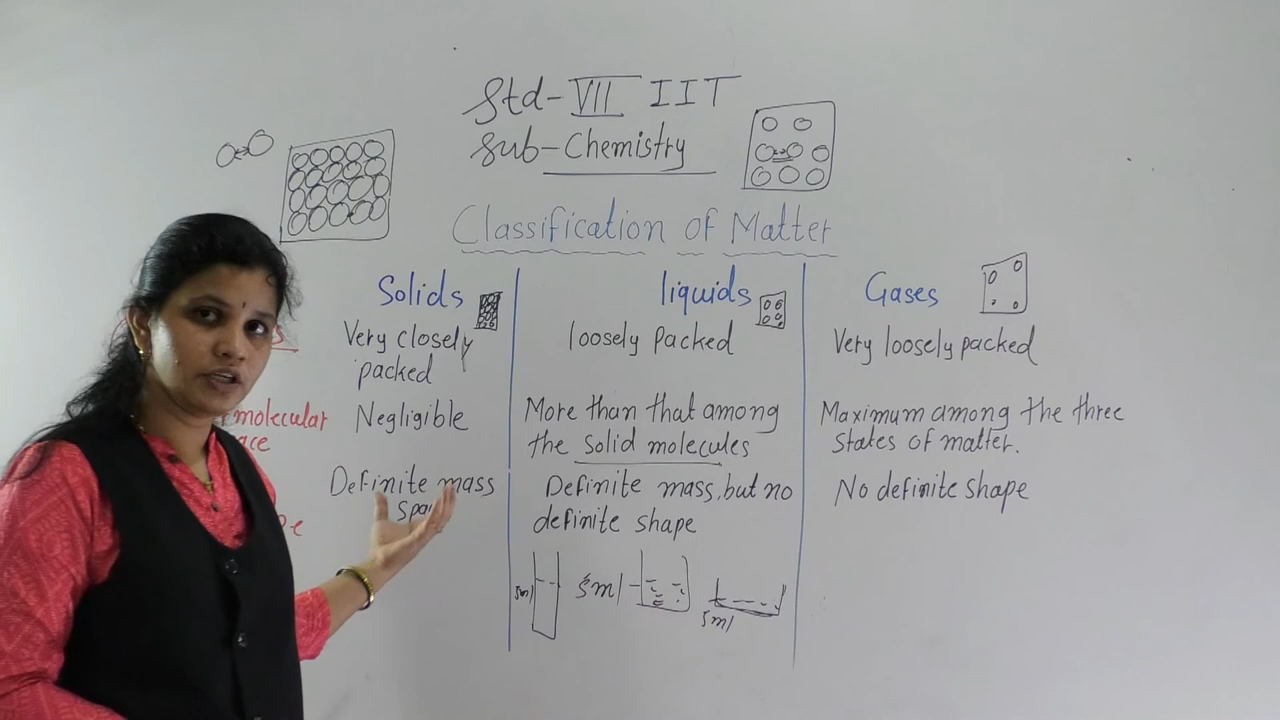 Std-VII IIT
Sub-Chemistry
Classification of Matter
Solids
liquids
Gases
Very closely
packed
loosely packed
Very loosely packed
molecular
Negligible
More than that among
the solid molecules
Maximum among the three
States of matter.
Definite mass
Definite mass, but no
definite shape
No definite shape
5ml
5ml
5ml